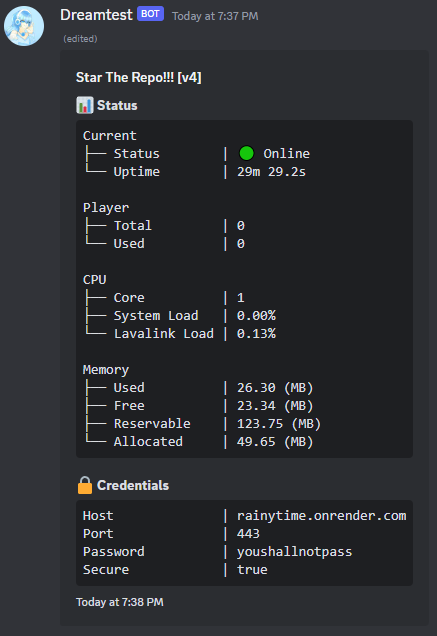 Dreamtest BOT Today at 7:37 PM
(edited)
Star The Repo!!! [v4]
📊 Status
Current
├── Status | 🟢 Online
└── Uptime | 29m 29.2s
Player
├── Total | 0
└── Used | 0
CPU
├── Core | 1
├── System Load | 0.00%
└── Lavalink Load | 0.13%
Memory
├── Used | 26.30 (MB)
├── Free | 23.34 (MB)
├── Reservable | 123.75 (MB)
└── Allocated | 49.65 (MB)
🔒 Credentials
Host | rainytime.onrender.com
Port | 443
Password | youshallnotpass
Secure | true
Today at 7:38 PM